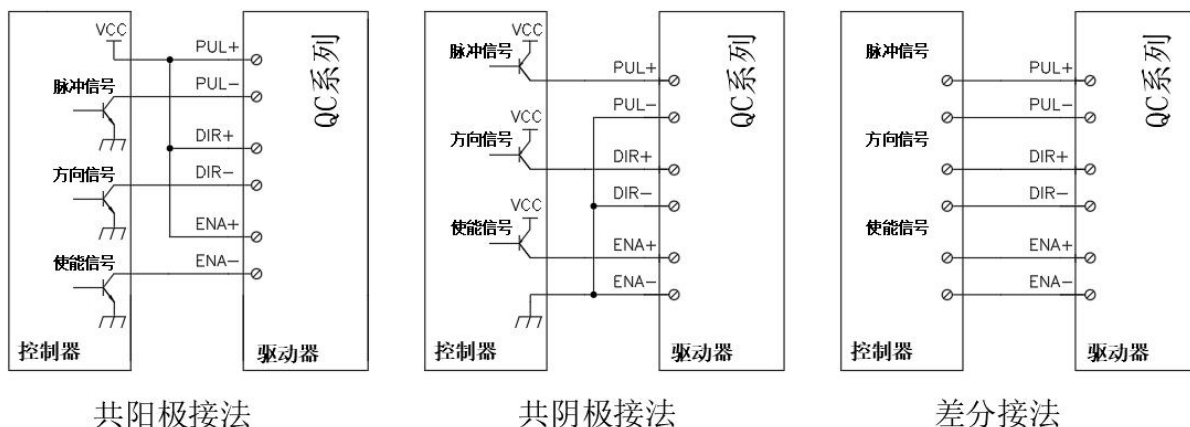 VCC
PUL+
脉冲信号
PUL-
DIR+
方向信号
DIR-
ENA+
使能信号
ENA-
QC系列
控制器
驱动器
共阳极接法
VCC
脉冲信号
PUL+
PUL-
VCC
方向信号
DIR+
DIR-
VCC
使能信号
ENA+
ENA-
QC系列
控制器
驱动器
共阴极接法
脉冲信号
PUL+
PUL-
方向信号
DIR+
DIR-
使能信号
ENA+
ENA-
QC系列
控制器
驱动器
差分接法